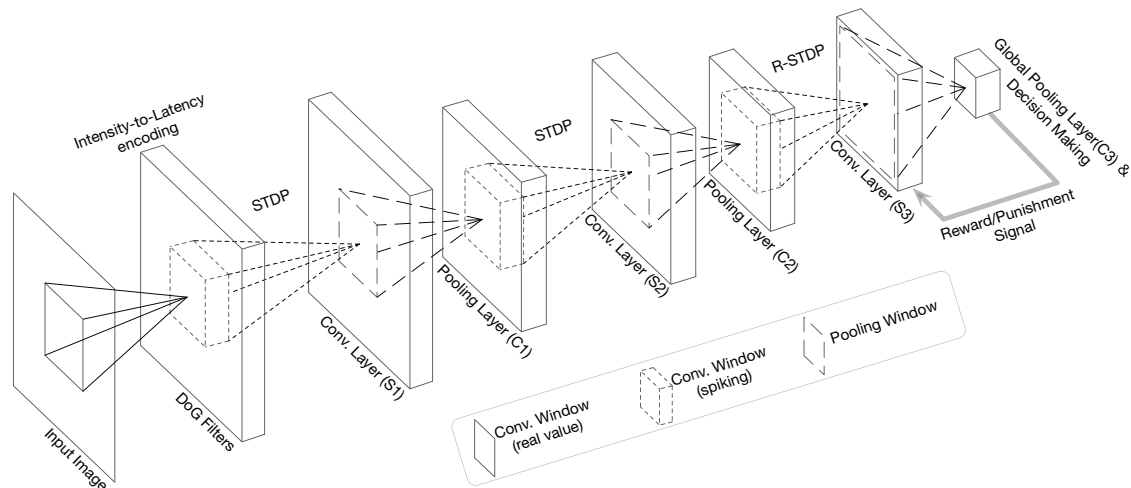 Intensity-to-Latency
encoding
STDP
STDP
R-STDP
Global Pooling Layer(C3) &
Decision Making
Input Image
DoG Filters
Conv. Layer (S1)
Pooling Layer (C1)
Conv. Layer (S2)
Pooling Layer (C2)
Conv. Layer (S3)
Reward/Punishment
Signal
Conv. Window
(real value)
Conv. Window
(spiking)
Pooling Window